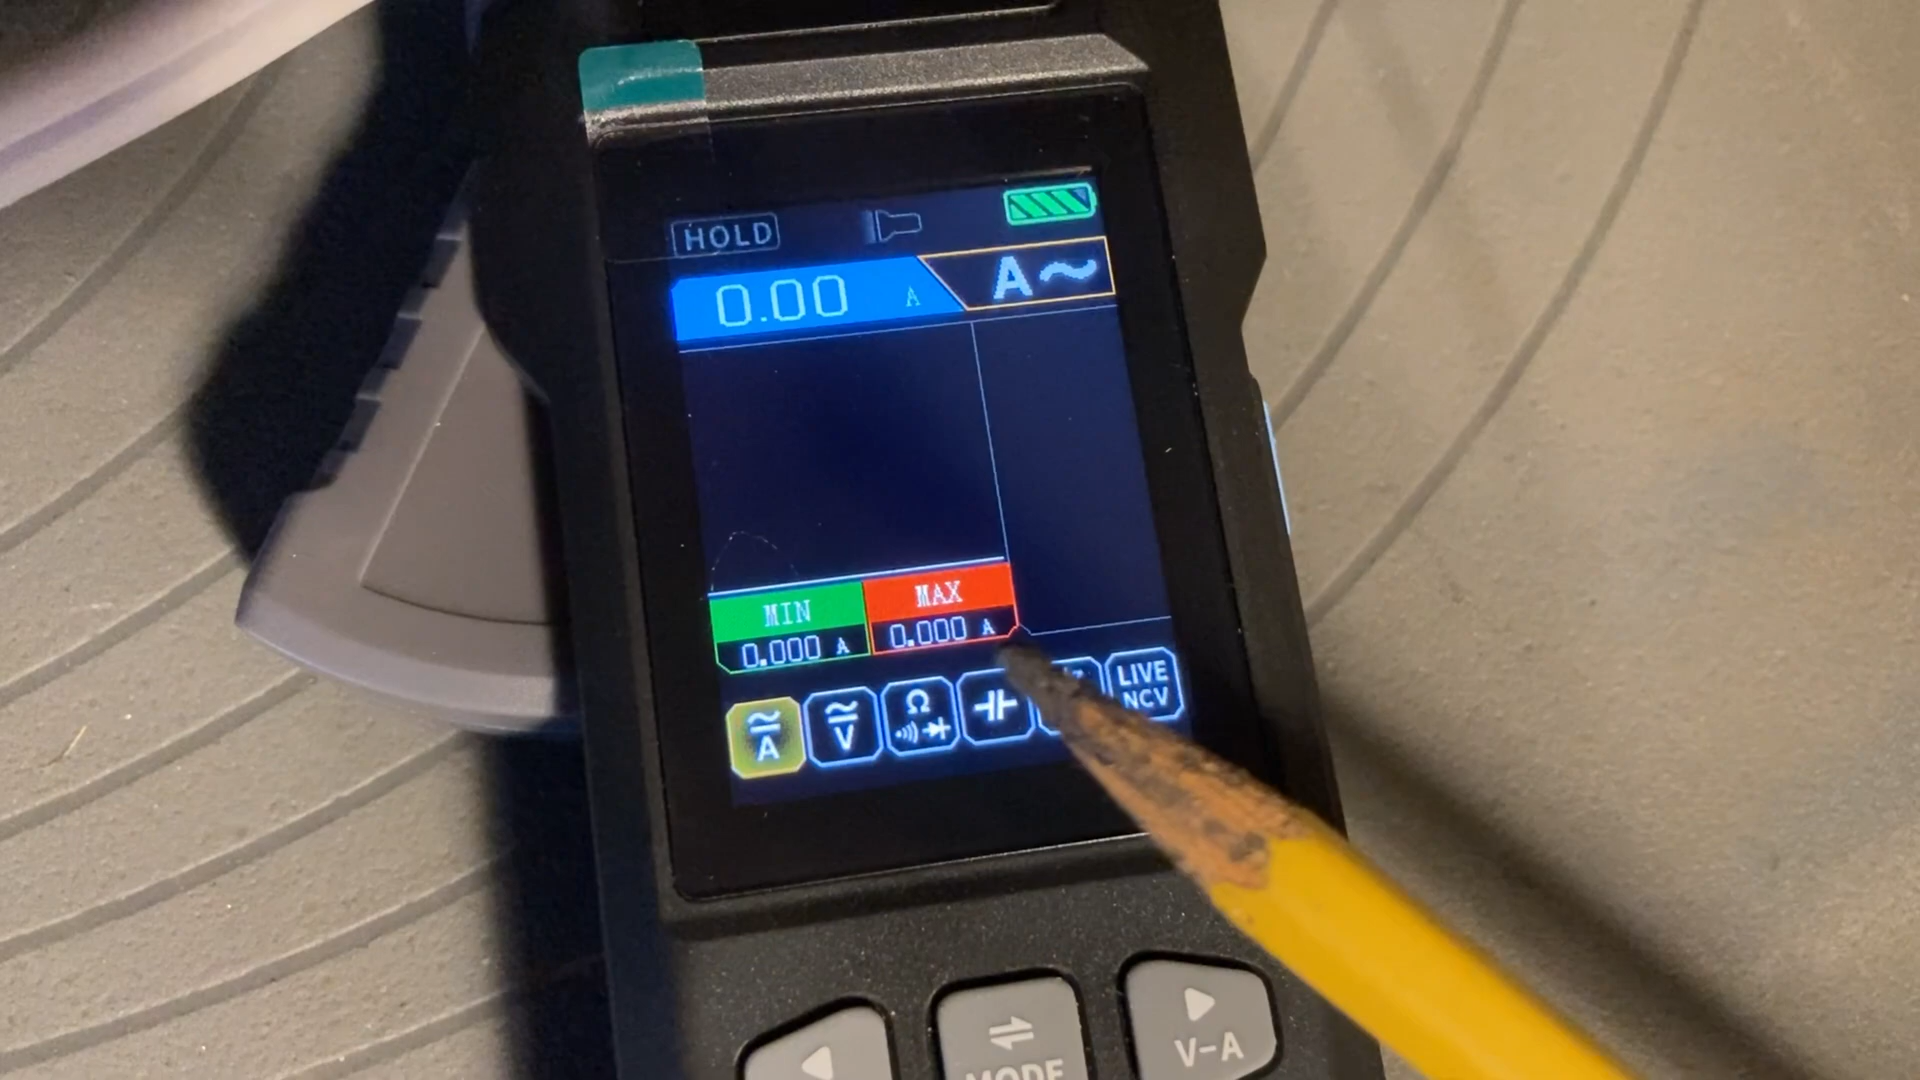 HOLD
0.00 A
A~
MIN MAX
0.000 A 0.000 A
A V Ω LIVE NCV
MODE
V-A